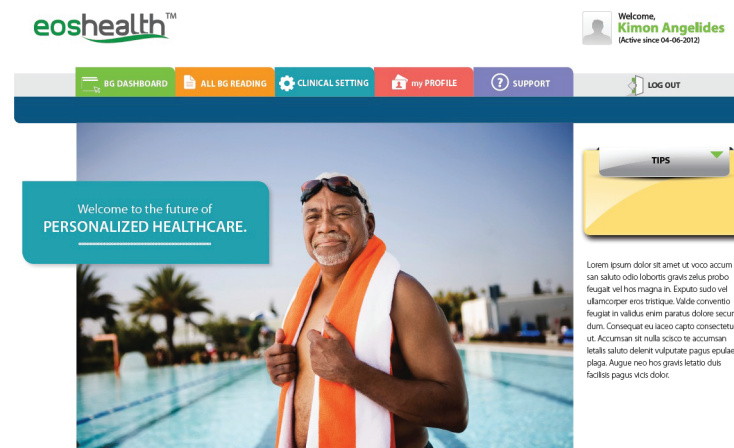 eoshealth™
Welcome,
Kimon Angelides
(Active since 04-06-2012)
BG DASHBOARD
ALL BG READING
CLINICAL SETTING
my PROFILE
? SUPPORT
LOG OUT
TIPS
Welcome to the future of
PERSONALIZED HEALTHCARE.
Lorem ipsum dolor sit amet ut voco accum
san saluto odio lobortis gravis zelus probo
feugait vel hos magna in. Exputo sudo vel
ullamcorper eros tristique. Valde conventio
feugiat in validus enim paratus dolore secur
dum. Consequat eu iaceo capto consectetu
ut. Accumsan sit nulla scisco te accumsan
letalis saluto delenit vulputate pagus epulae
plaga. Augue neo hos gravis letatio duis
facilisis pagus vicis dolor.